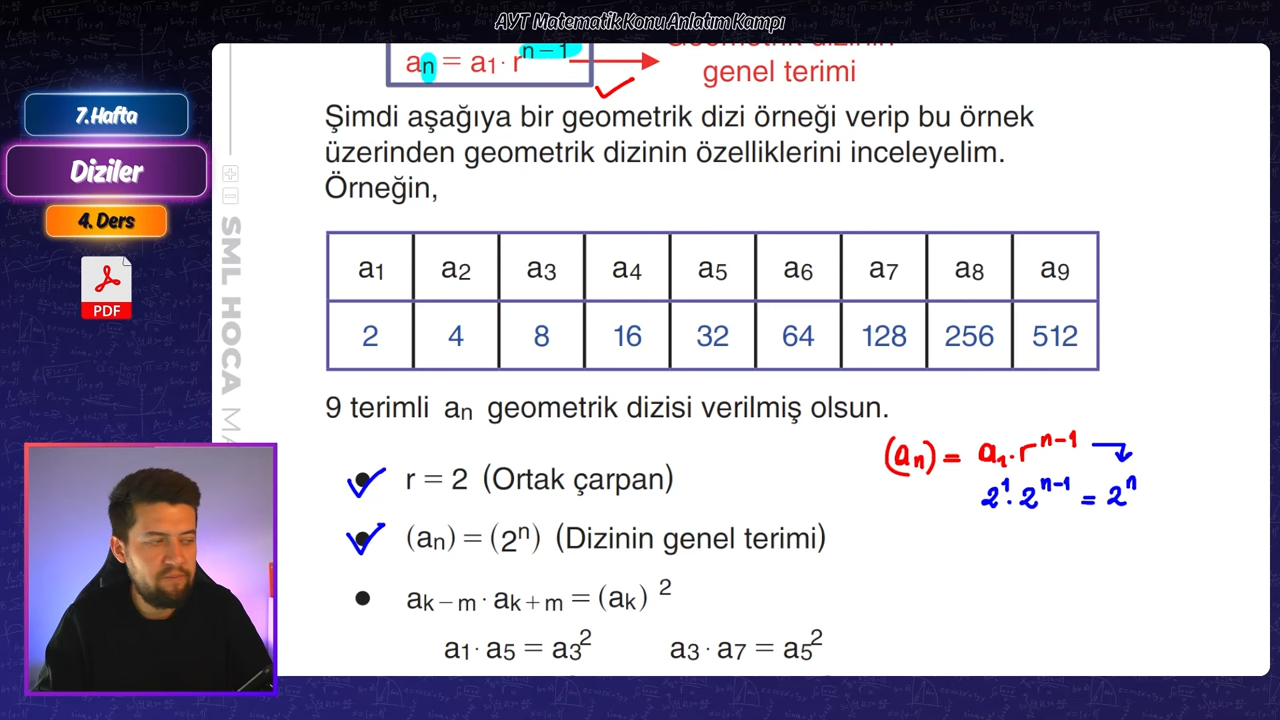 AYT Matematik Konu Anlatım Kampı
7.Hafta
Diziler
4. Ders
PDF
SML HOCA
aₙ = a₁ · rⁿ⁻¹
genel terimi
Şimdi aşağıya bir geometrik dizi örneği verip bu örnek
üzerinden geometrik dizinin özelliklerini inceleyelim.
Örneğin,
a₁ a₂ a₃ a₄ a₅ a₆ a₇ a₈ a₉
2 4 8 16 32 64 128 256 512
9 terimli aₙ geometrik dizisi verilmiş olsun.
(aₙ) = a₁ · rⁿ⁻¹
2¹ · 2ⁿ⁻¹ = 2ⁿ
• r = 2 (Ortak çarpan)
• (aₙ) = (2ⁿ) (Dizinin genel terimi)
• aₖ₋ₘ · aₖ₊ₘ = (aₖ)²
a₁ · a₅ = a₃² a₃ · a₇ = a₅²